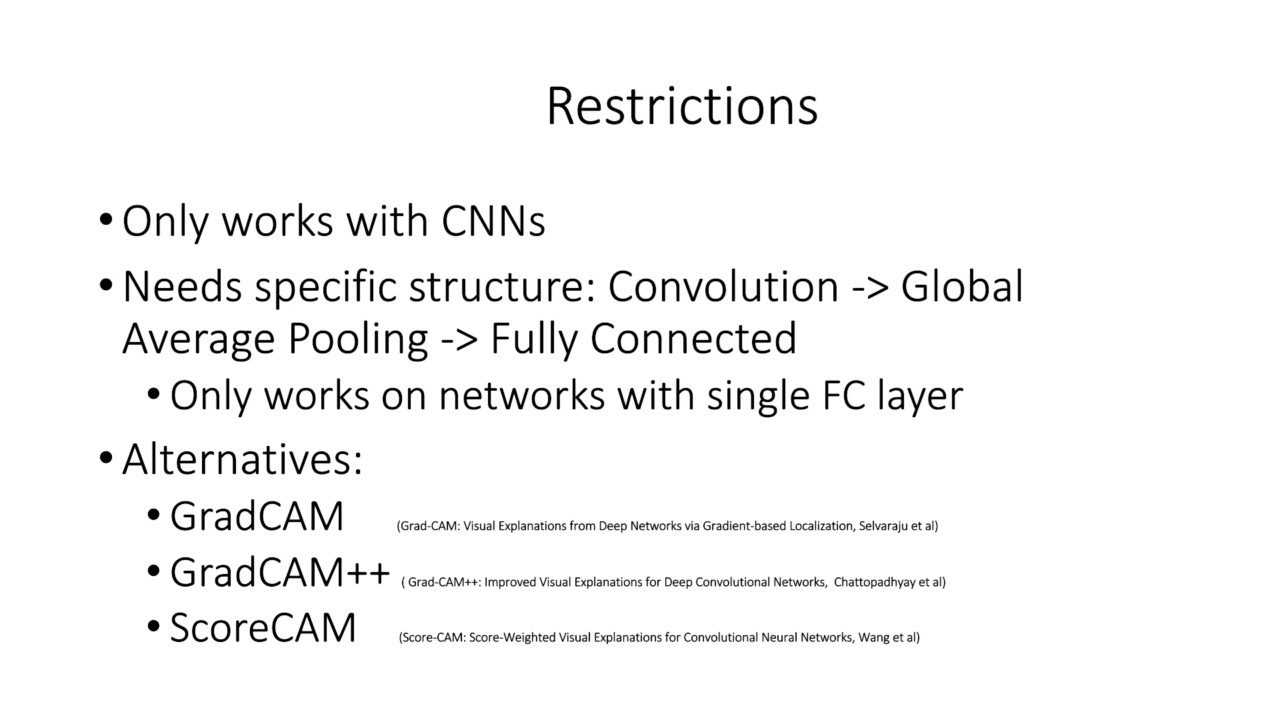 Restrictions
• Only works with CNNs
• Needs specific structure: Convolution -> Global
Average Pooling -> Fully Connected
• Only works on networks with single FC layer
• Alternatives:
• GradCAM (Grad-CAM: Visual Explanations from Deep Networks via Gradient-based Localization, Selvaraju et al)
• GradCAM++ ( Grad-CAM++: Improved Visual Explanations for Deep Convolutional Networks, Chattopadhyay et al)
• ScoreCAM (Score-CAM: Score-Weighted Visual Explanations for Convolutional Neural Networks, Wang et al)